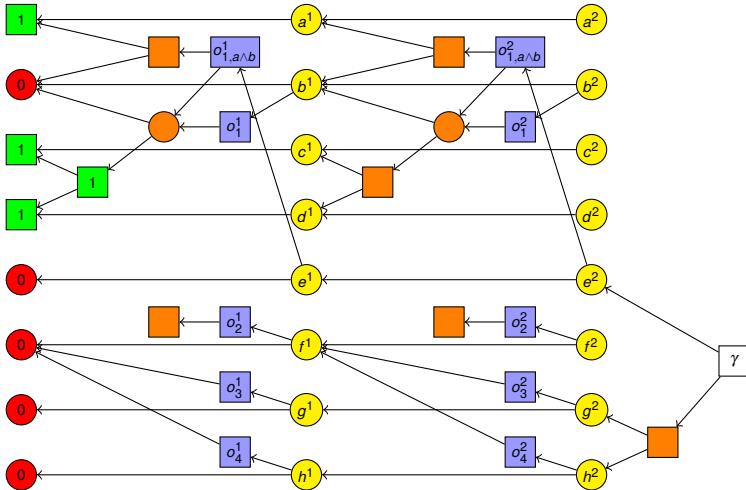 1 a¹ a²
o¹₁,a∧b o²₁,a∧b
0 b¹ b²
o¹₁ o²₁
1 c¹ c²
1
1 d¹ d²
0 e¹ e²
o¹₂ o²₂
0 f¹ f²
γ
o¹₃ o²₃
0 g¹ g²
o¹₄ o²₄
0 h¹ h²